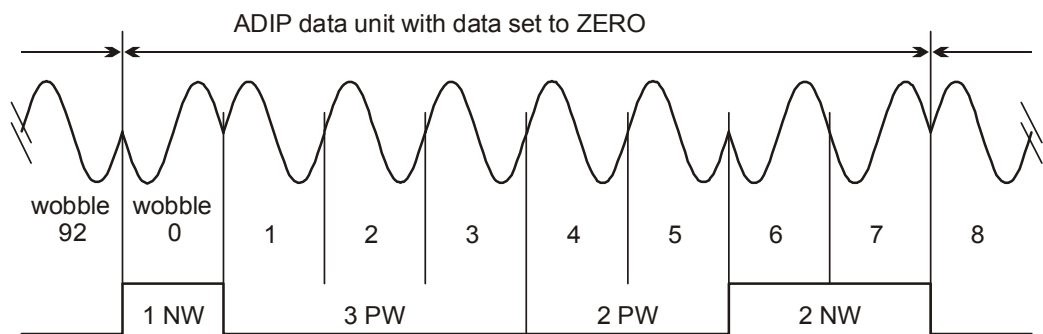 ADIP data unit with data set to ZERO
wobble 92
wobble 0
1
2
3
4
5
6
7
8
1 NW
3 PW
2 PW
2 NW